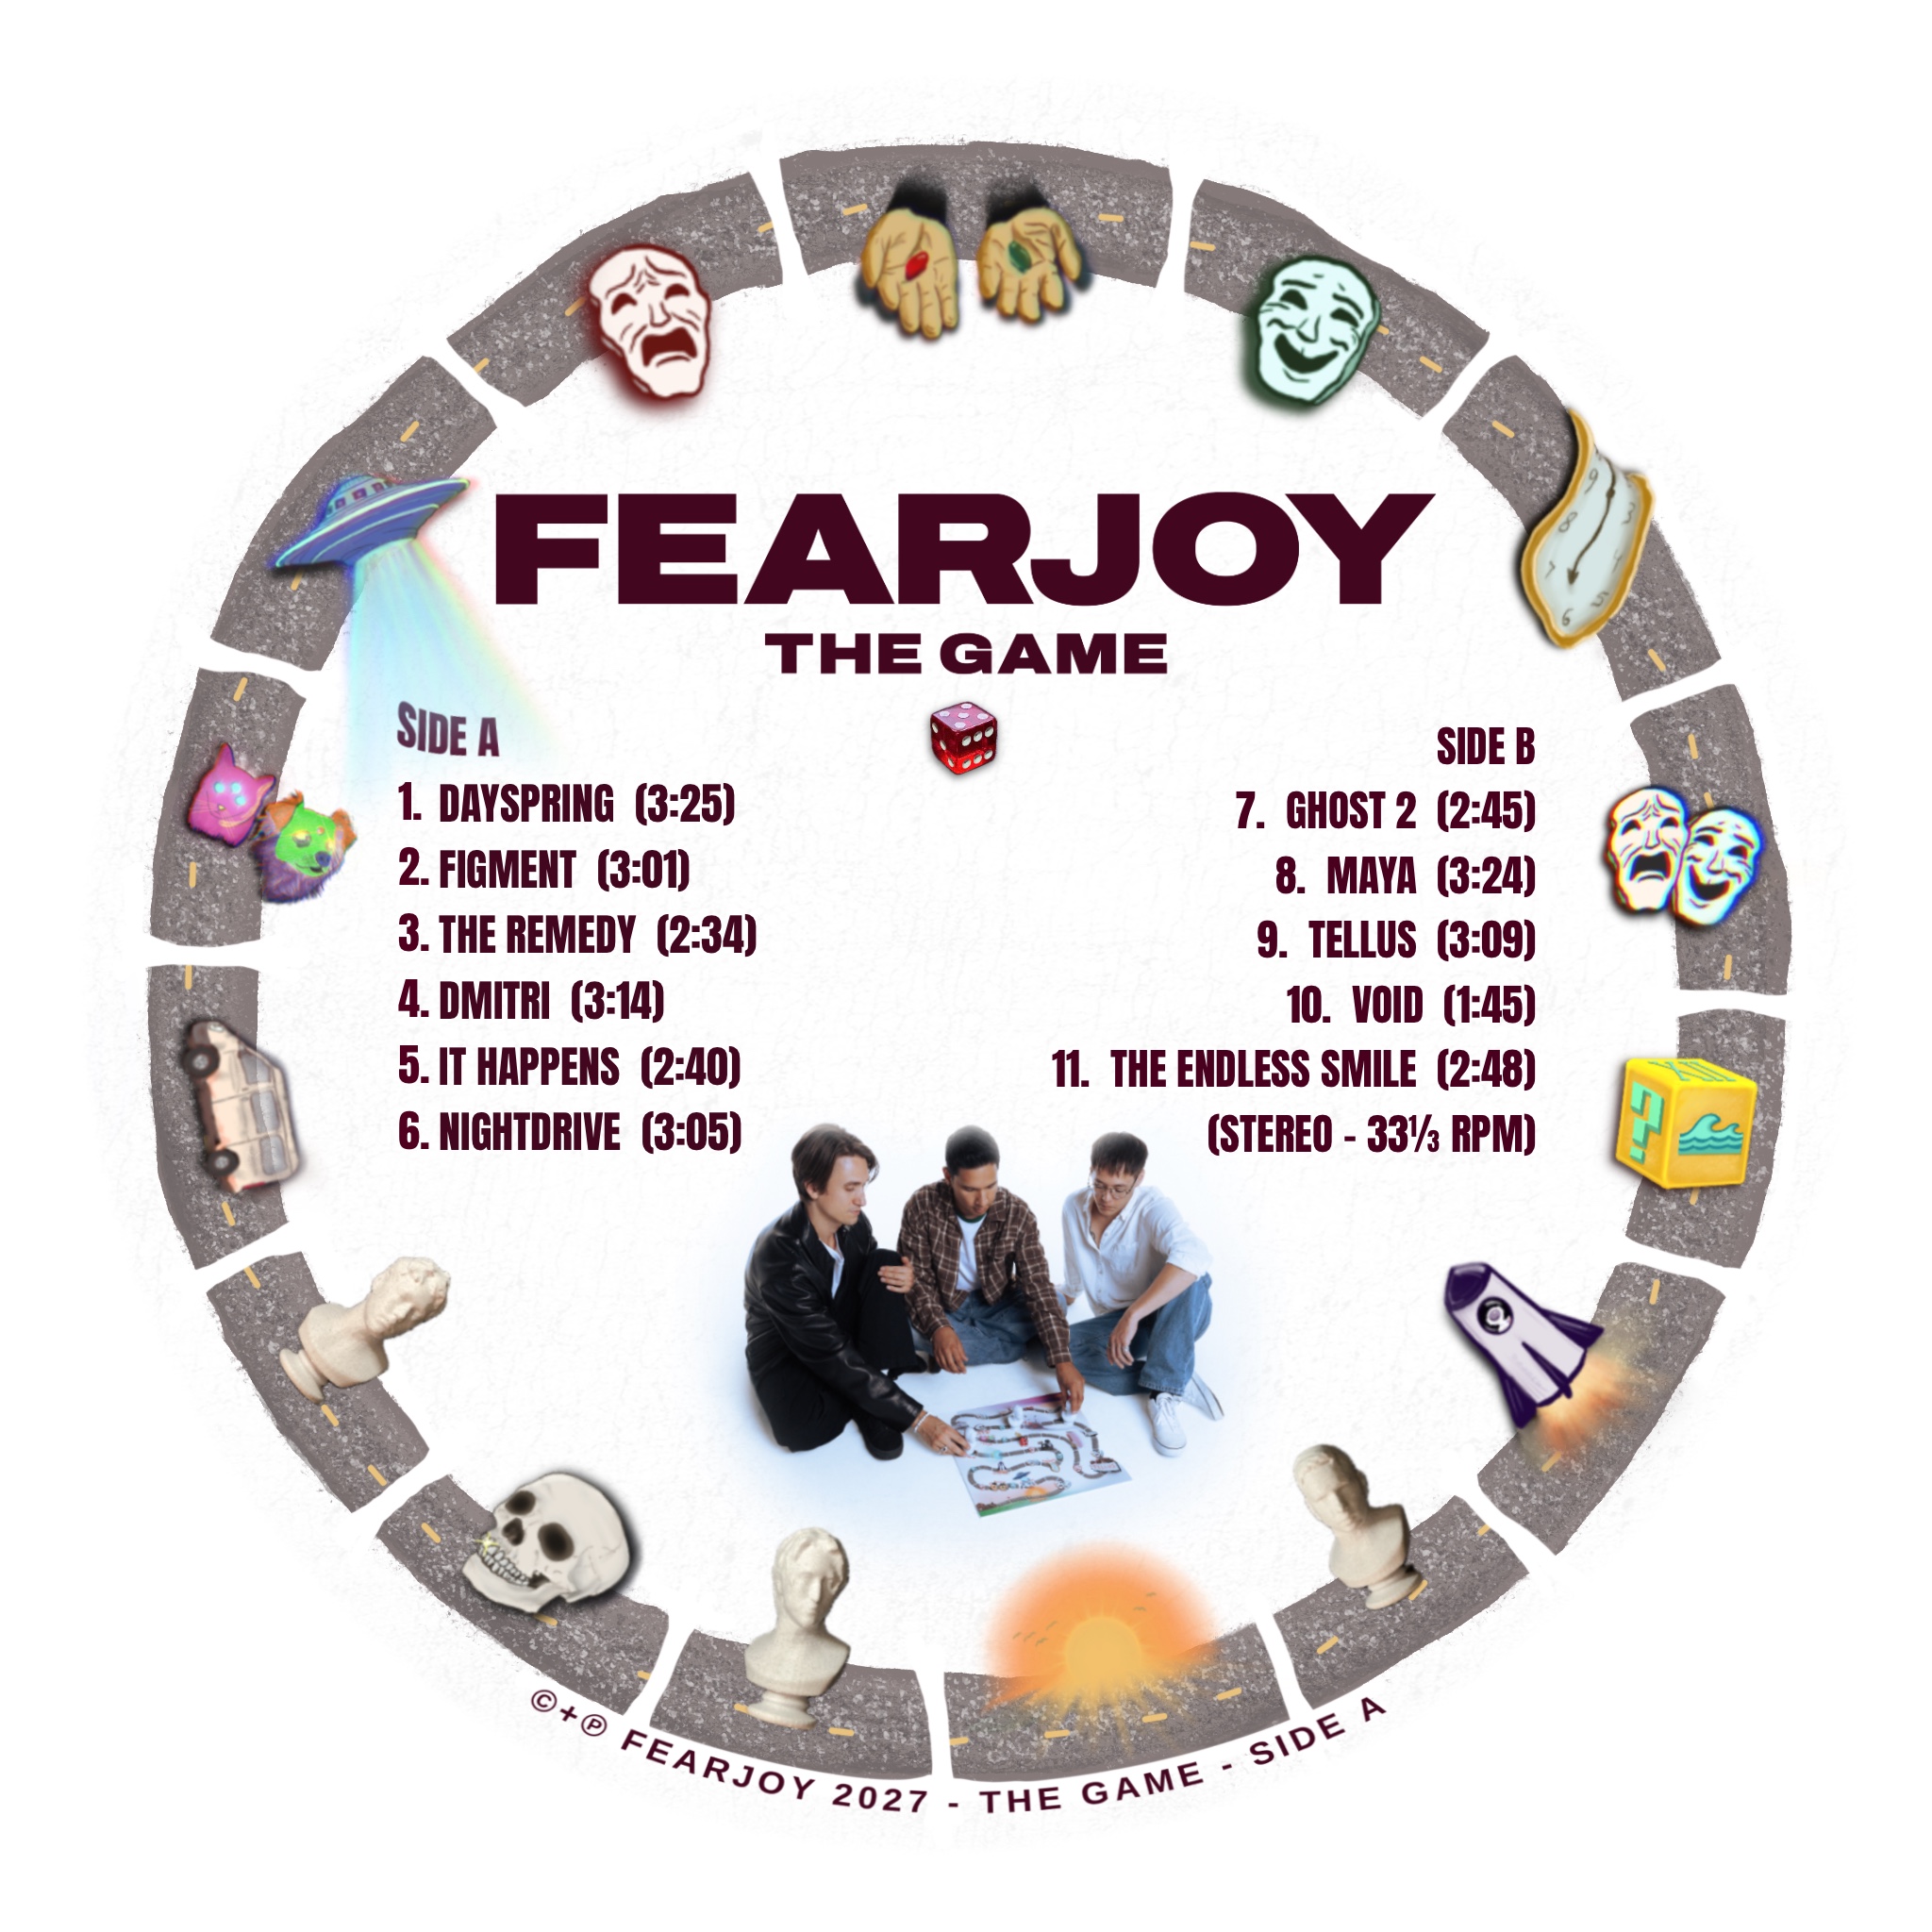 FEARJOY
THE GAME
SIDE A
1. DAYSPRING (3:25)
2. FIGMENT (3:01)
3. THE REMEDY (2:34)
4. DMITRI (3:14)
5. IT HAPPENS (2:40)
6. NIGHTDRIVE (3:05)
SIDE B
7. GHOST 2 (2:45)
8. MAYA (3:24)
9. TELLUS (3:09)
10. VOID (1:45)
11. THE ENDLESS SMILE (2:48)
(STEREO - 33⅓ RPM)
XII
?
©+℗ FEARJOY 2027 - THE GAME - SIDE A